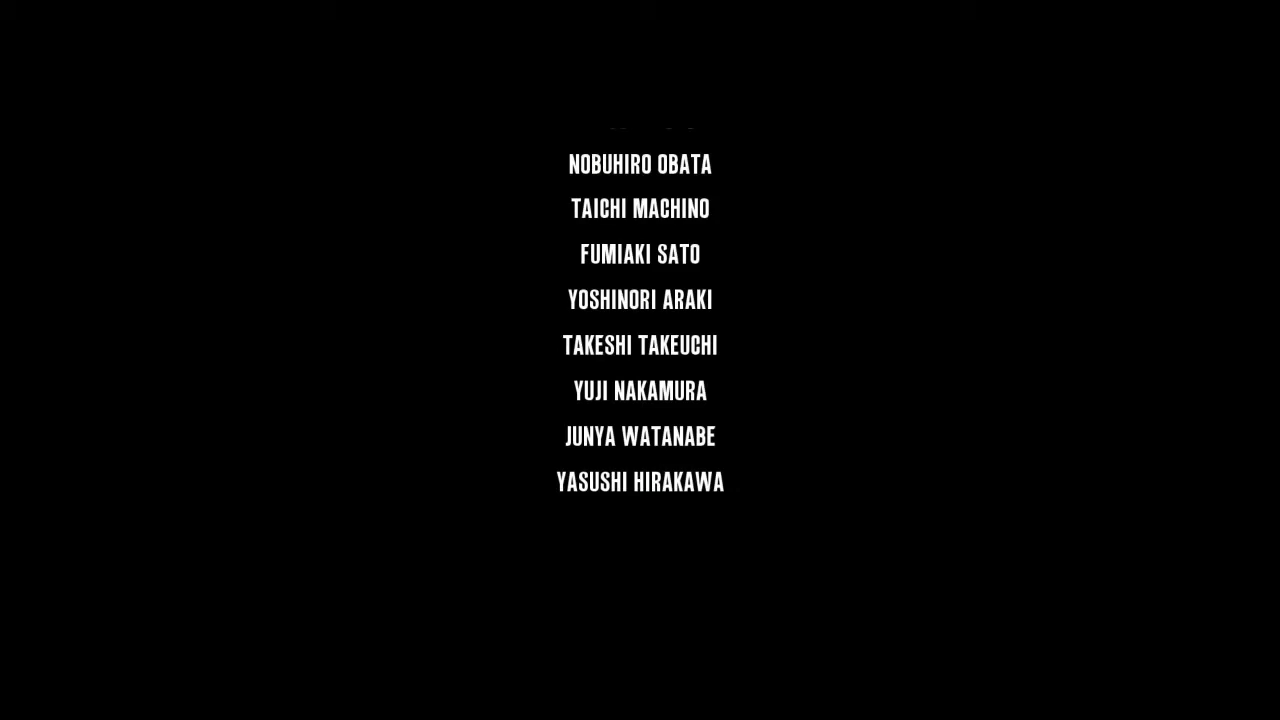 NOBUHIRO OBATA
TAICHI MACHINO
FUMIAKI SATO
YOSHINORI ARAKI
TAKESHI TAKEUCHI
YUJI NAKAMURA
JUNYA WATANABE
YASUSHI HIRAKAWA